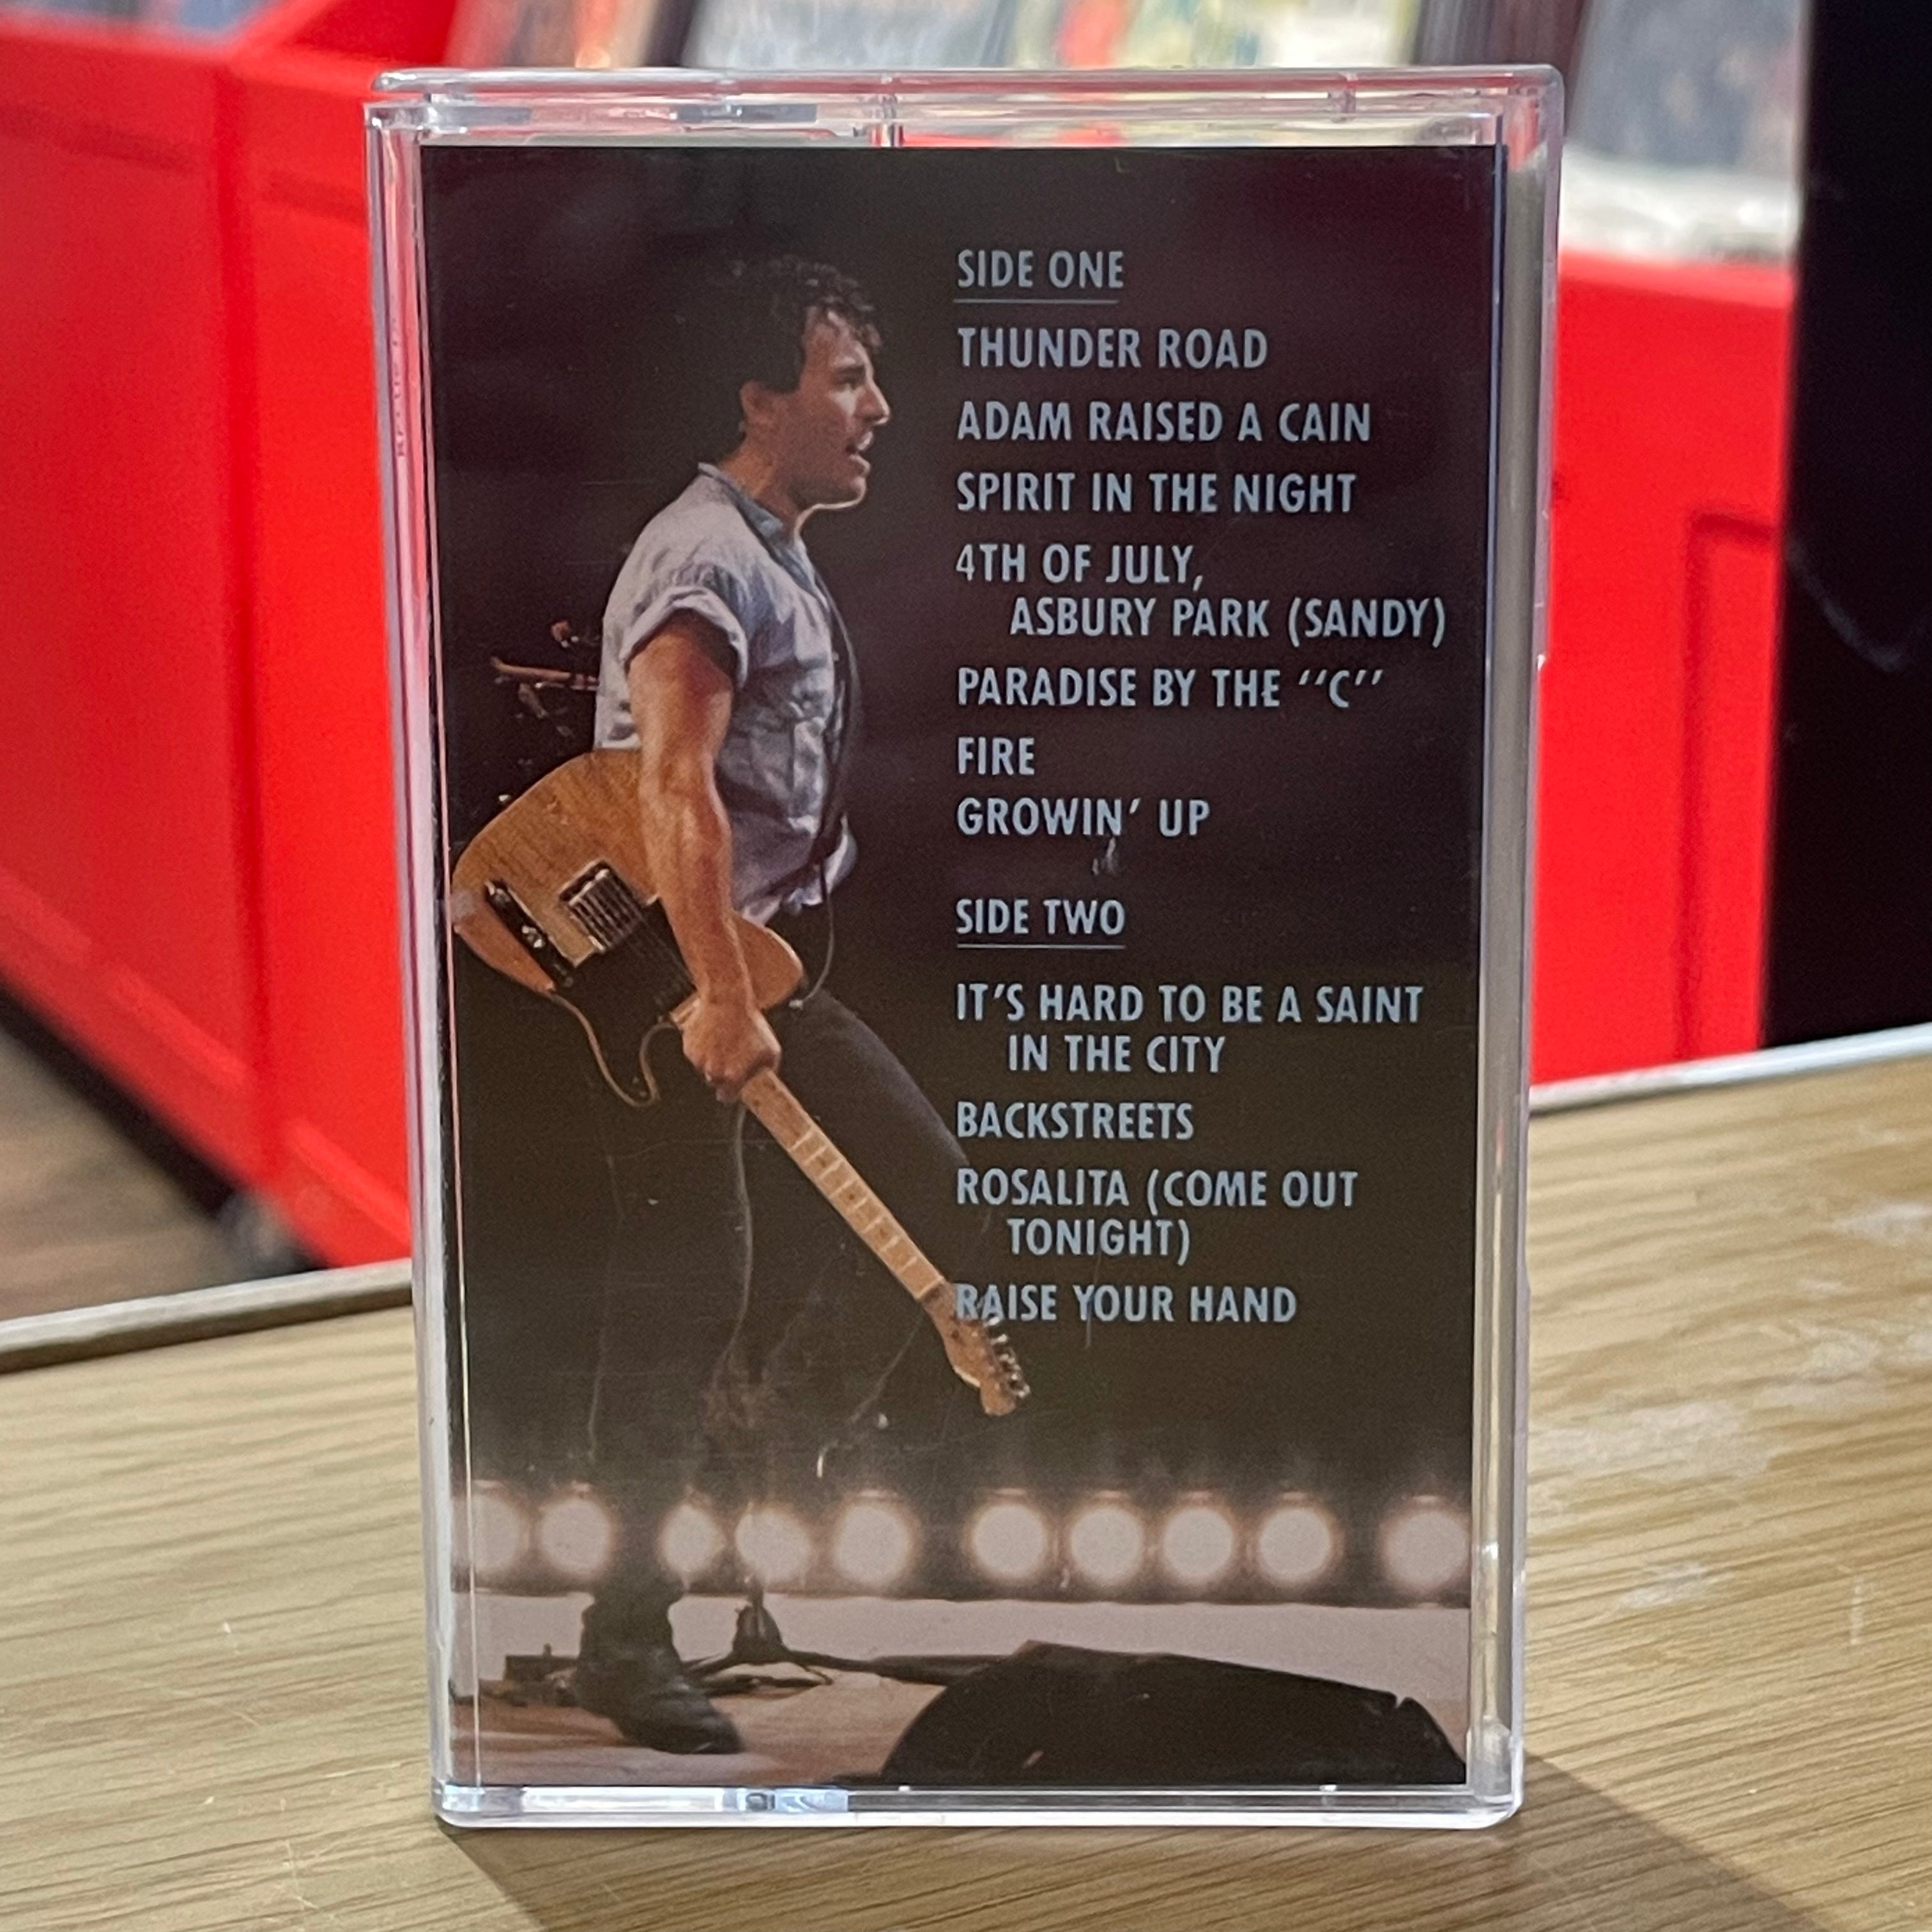 SIDE ONE
THUNDER ROAD
ADAM RAISED A CAIN
SPIRIT IN THE NIGHT
4TH OF JULY,
ASBURY PARK (SANDY)
PARADISE BY THE ''C''
FIRE
GROWIN' UP
SIDE TWO
IT'S HARD TO BE A SAINT
IN THE CITY
BACKSTREETS
ROSALITA (COME OUT
TONIGHT)
RAISE YOUR HAND